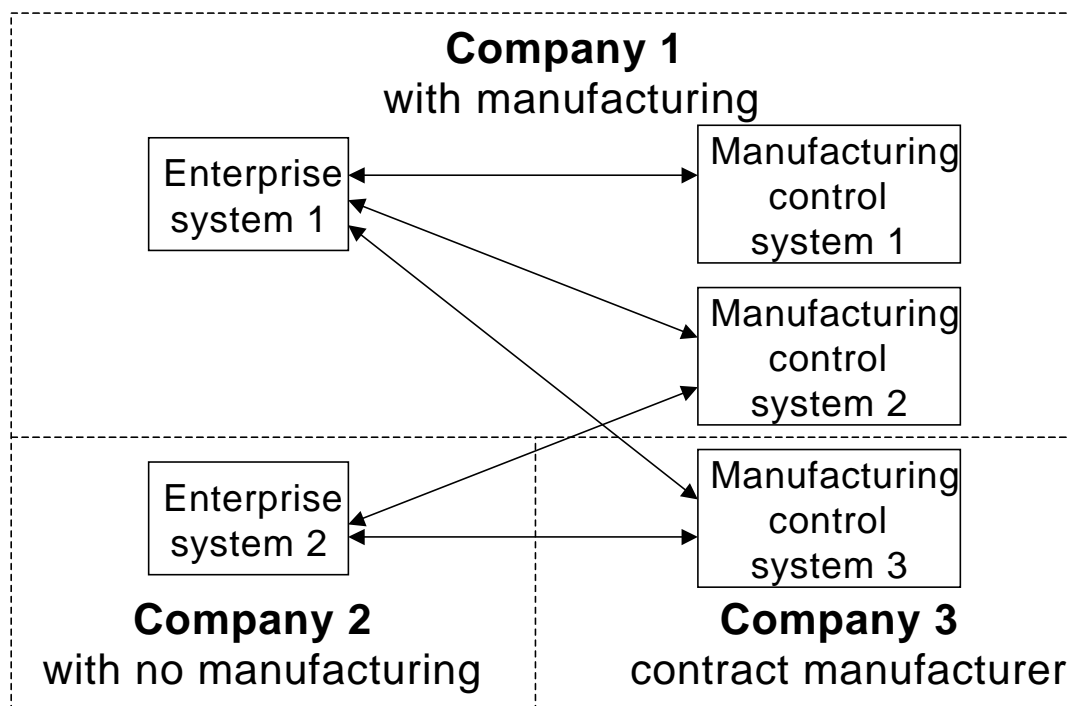 Company 1
with manufacturing
Enterprise
system 1
Manufacturing
control
system 1
Manufacturing
control
system 2
Enterprise
system 2
Manufacturing
control
system 3
Company 2
with no manufacturing
Company 3
contract manufacturer